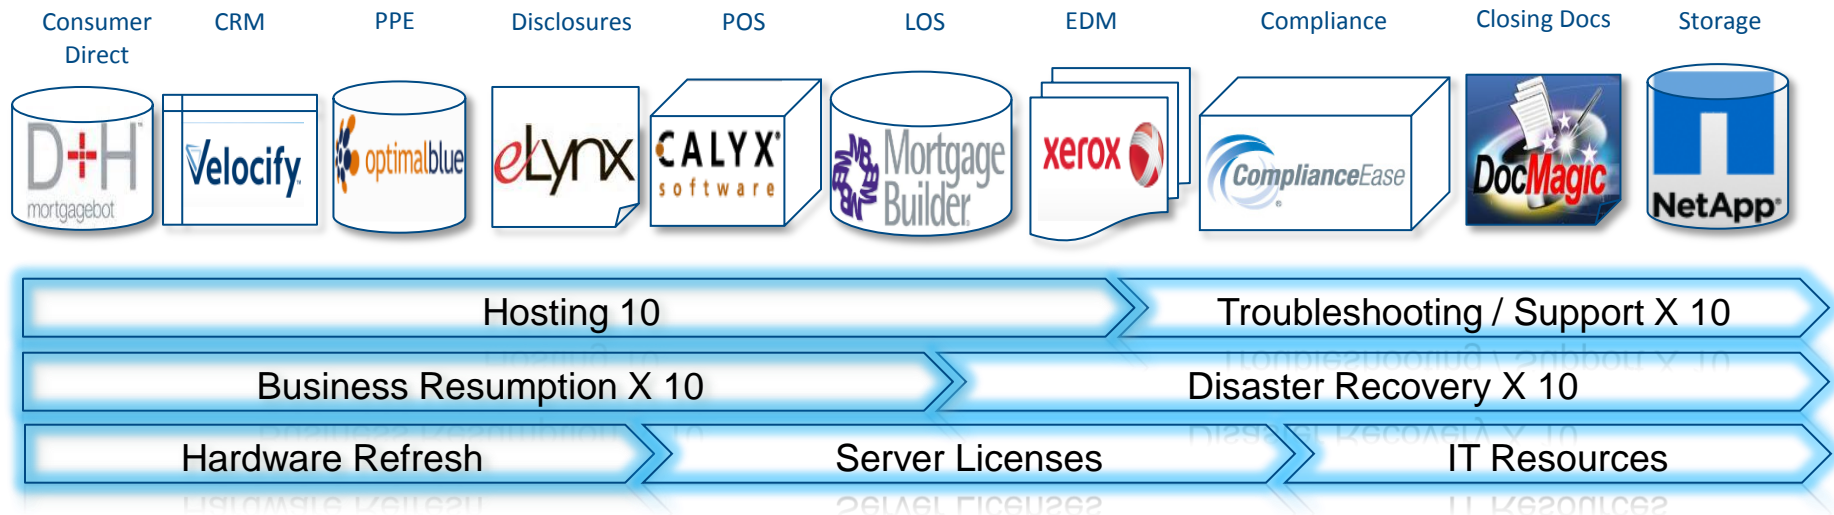 Consumer Direct
CRM
PPE
Disclosures
POS
LOS
EDM
Compliance
Closing Docs
Storage
D+H™
mortgagebot
Velocify
optimalblue
eLynx
CALYX®
software
Mortgage
Builder
xerox
ComplianceEase
®
DocMagic
NetApp®
Hosting 10
Troubleshooting / Support X 10
Business Resumption X 10
Disaster Recovery X 10
Hardware Refresh
Server Licenses
IT Resources